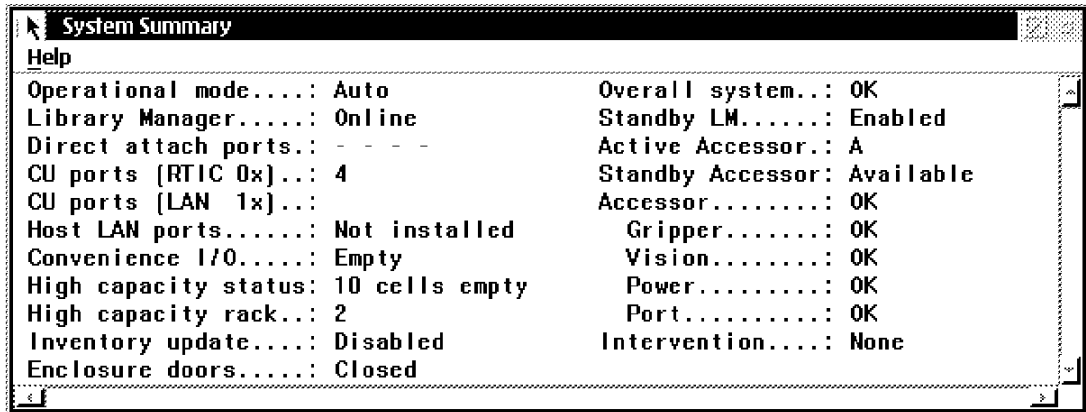 System Summary
Help
Operational mode....: Auto
Library Manager.....: Online
Direct attach ports.: - - - -
CU ports (RTIC 0x)..: 4
CU ports (LAN  1x)..:
Host LAN ports......: Not installed
Convenience I/O.....: Empty
High capacity status: 10 cells empty
High capacity rack..: 2
Inventory update....: Disabled
Enclosure doors.....: Closed
Overall system..: OK
Standby LM......: Enabled
Active Accessor.: A
Standby Accessor: Available
Accessor........: OK
Gripper.......: OK
Vision........: OK
Power.........: OK
Port..........: OK
Intervention....: None